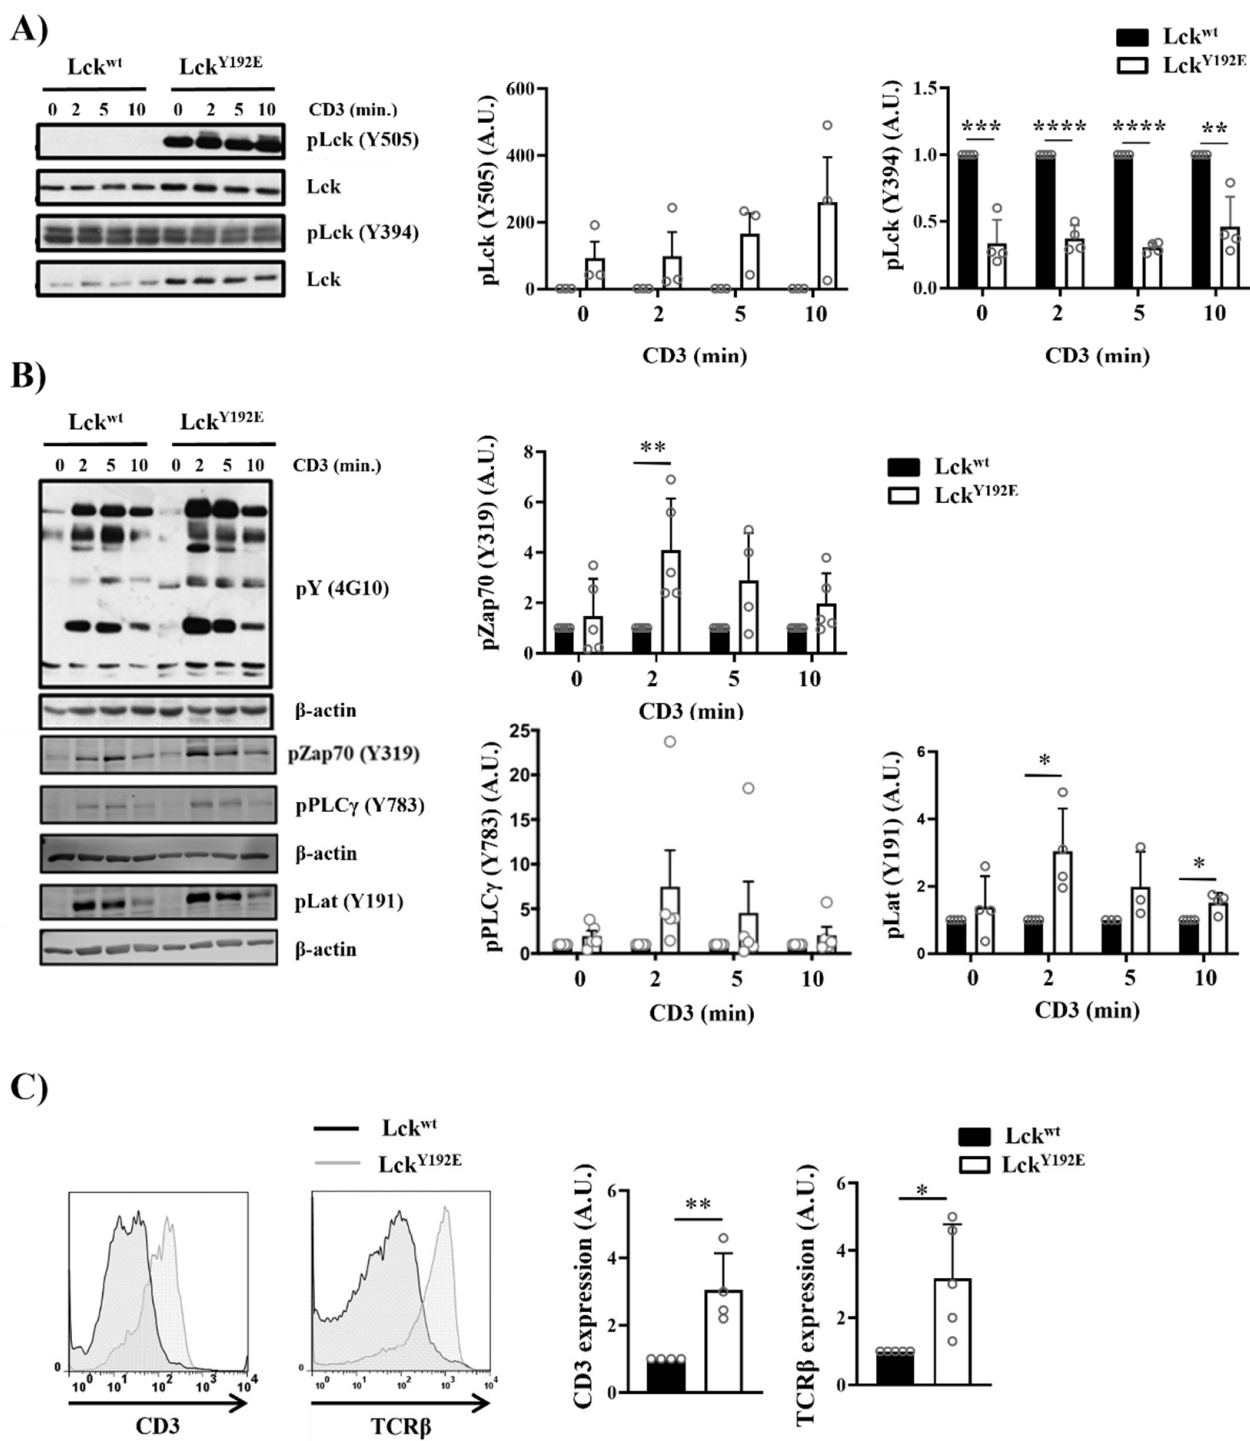 A)
Lckwt LckY192E
0 2 5 10 0 2 5 10 CD3 (min.)
pLck (Y505)
Lck
pLck (Y394)
Lck
pLck (Y505) (A.U.)
600
400
200
0
0 2 5 10
CD3 (min)
Lckwt
LckY192E
pLck (Y394) (A.U.)
1.5
1.0
0.5
0.0
*** **** **** **
0 2 5 10
CD3 (min)
B)
Lckwt LckY192E
0 2 5 10 0 2 5 10 CD3 (min.)
pY (4G10)
β-actin
pZap70 (Y319)
pPLCγ (Y783)
β-actin
pLat (Y191)
β-actin
pZap70 (Y319) (A.U.)
8
6
4
2
0
**
0 2 5 10
CD3 (min)
Lckwt
LckY192E
pPLCγ (Y783) (A.U.)
25
20
15
10
5
0
0 2 5 10
CD3 (min)
pLat (Y191) (A.U.)
6
4
2
0
* *
0 2 5 10
CD3 (min)
C)
Lckwt
LckY192E
0
10⁰ 10¹ 10² 10³ 10⁴
CD3
0
10⁰ 10¹ 10² 10³ 10⁴
TCRβ
Lckwt
LckY192E
CD3 expression (A.U.)
6
4
2
0
**
TCRβ expression (A.U.)
6
4
2
0
*